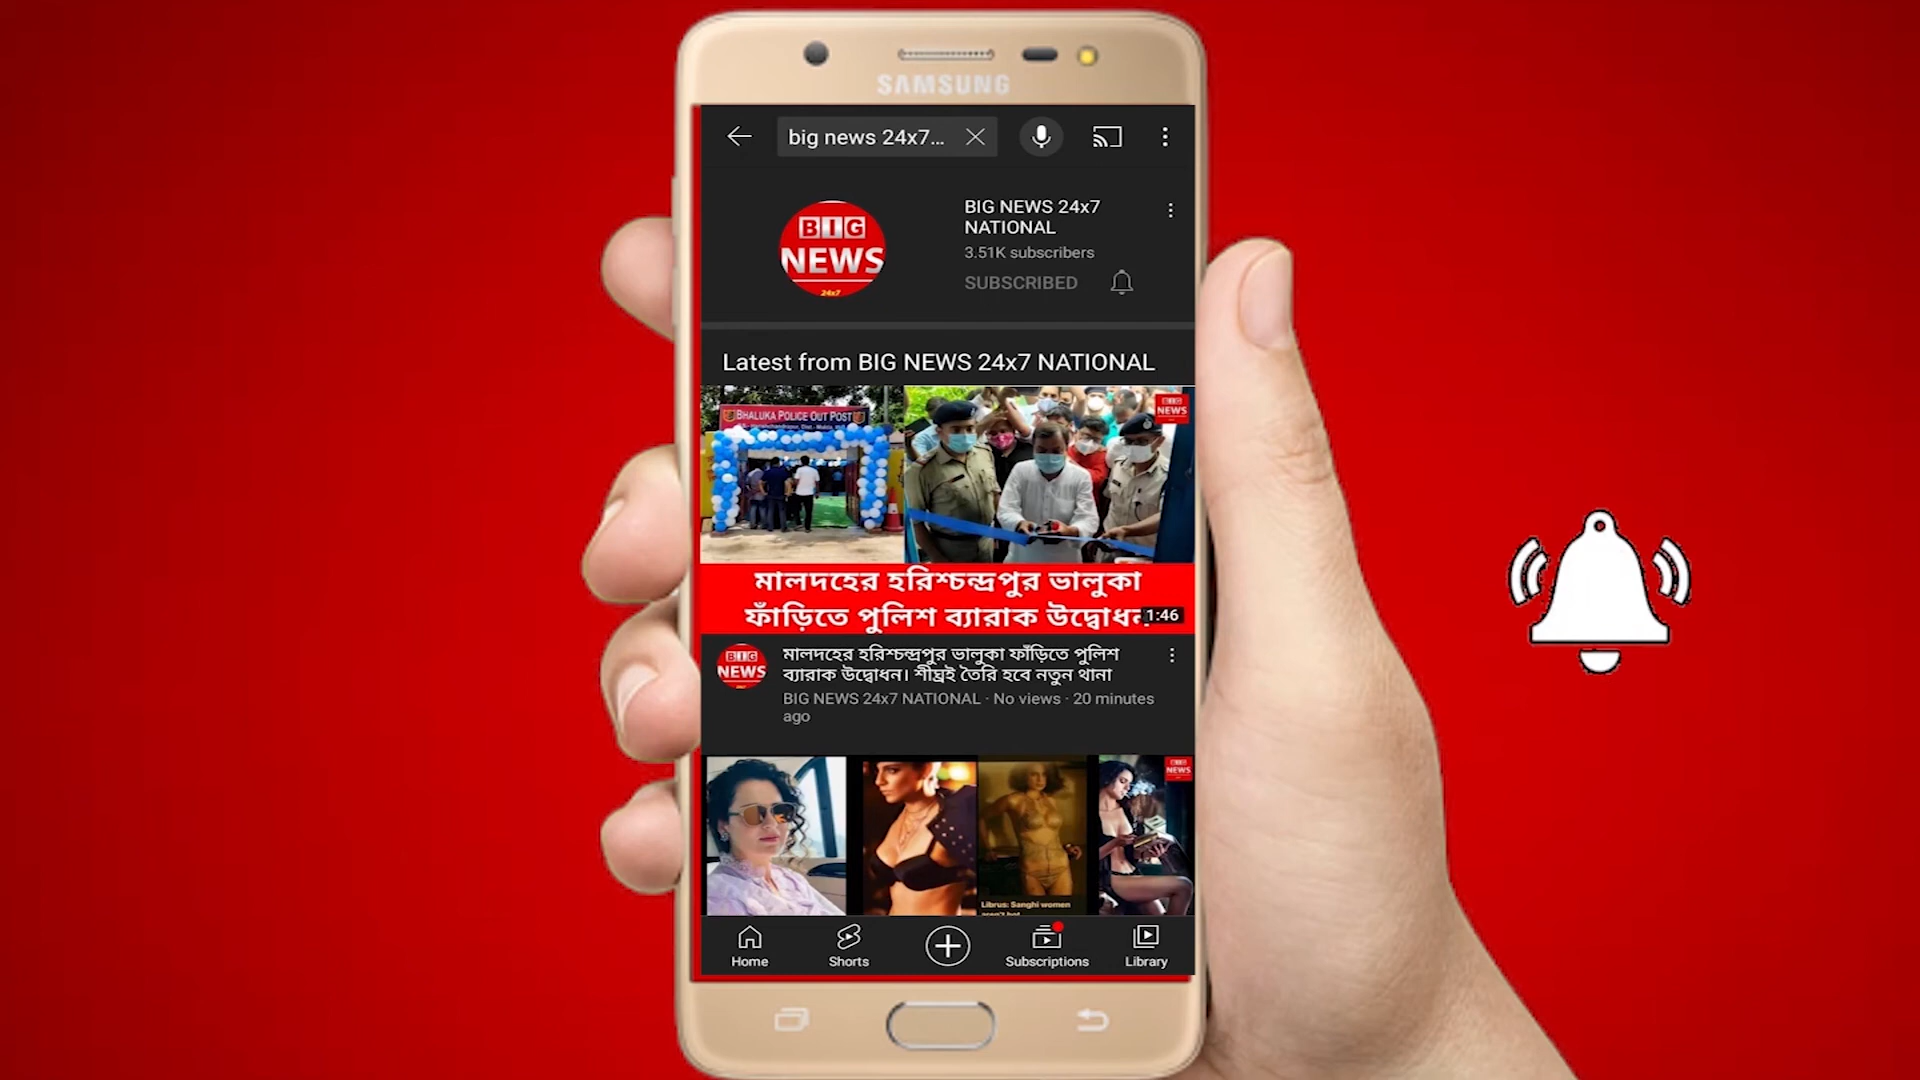 SAMSUNG
big news 24x7...
BIG NEWS 24x7
NATIONAL
3.51K subscribers
SUBSCRIBED
BIG
NEWS
24x7
Latest from BIG NEWS 24x7 NATIONAL
BHALUKA POLICE OUT POST
BIG
NEWS
মালদহের হরিশ্চন্দ্রপুর ভালুকা
ফাঁড়িতে পুলিশ ব্যারাক উদ্বোধন
1:46
BIG
NEWS
মালদহের হরিশ্চন্দ্রপুর ভালুকা ফাঁড়িতে পুলিশ
ব্যারাক উদ্বোধন। শীঘ্রই তৈরি হবে নতুন থানা
BIG NEWS 24x7 NATIONAL · No views · 20 minutes
ago
BIG
NEWS
Librus: Sanghi women
Home
Shorts
Subscriptions
Library